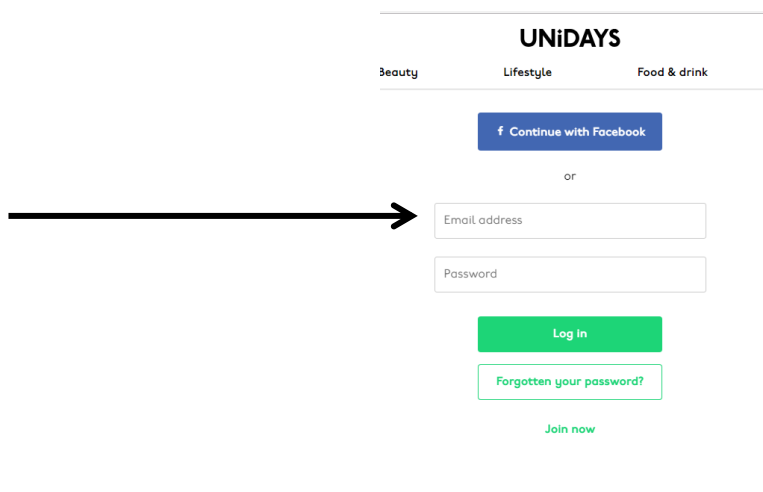 UNiDAYS
Beauty Lifestyle Food & drink
f Continue with Facebook
or
Email address
Password
Log in
Forgotten your password?
Join now